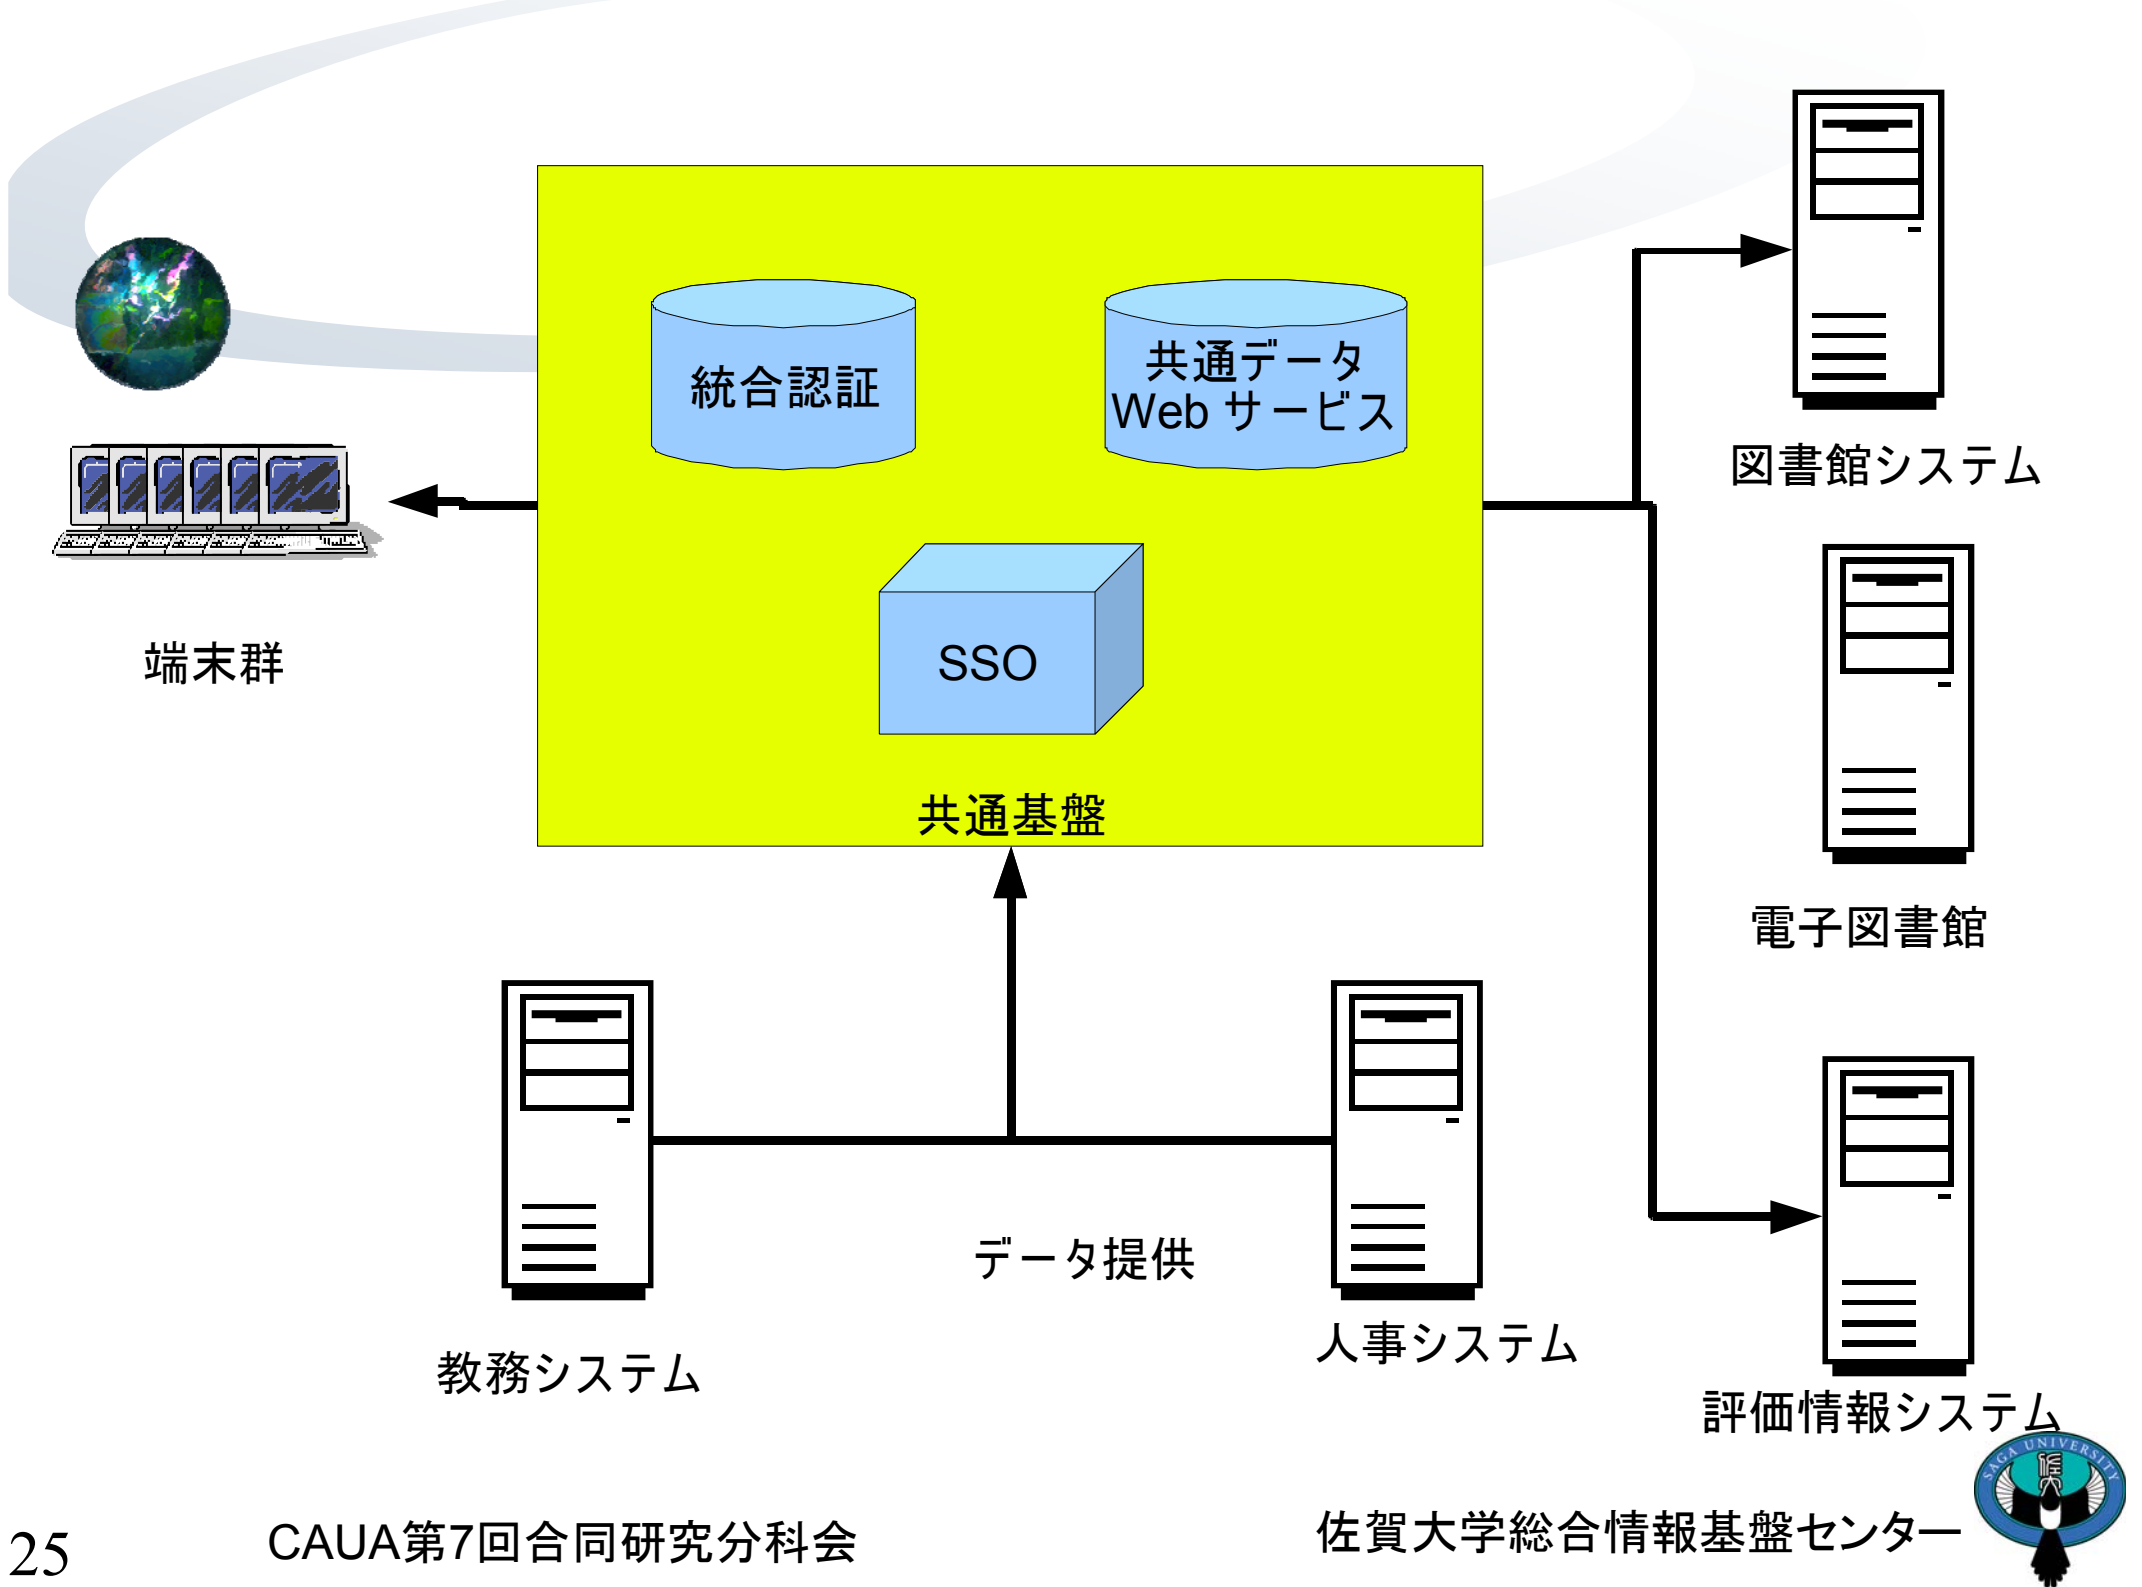 統合認証
共通データ
Web サービス
SSO
共通基盤
端末群
図書館システム
電子図書館
評価情報システム
教務システム
データ提供
人事システム
25
CAUA第7回合同研究分科会
佐賀大学総合情報基盤センター
SAGA UNIVERSITY